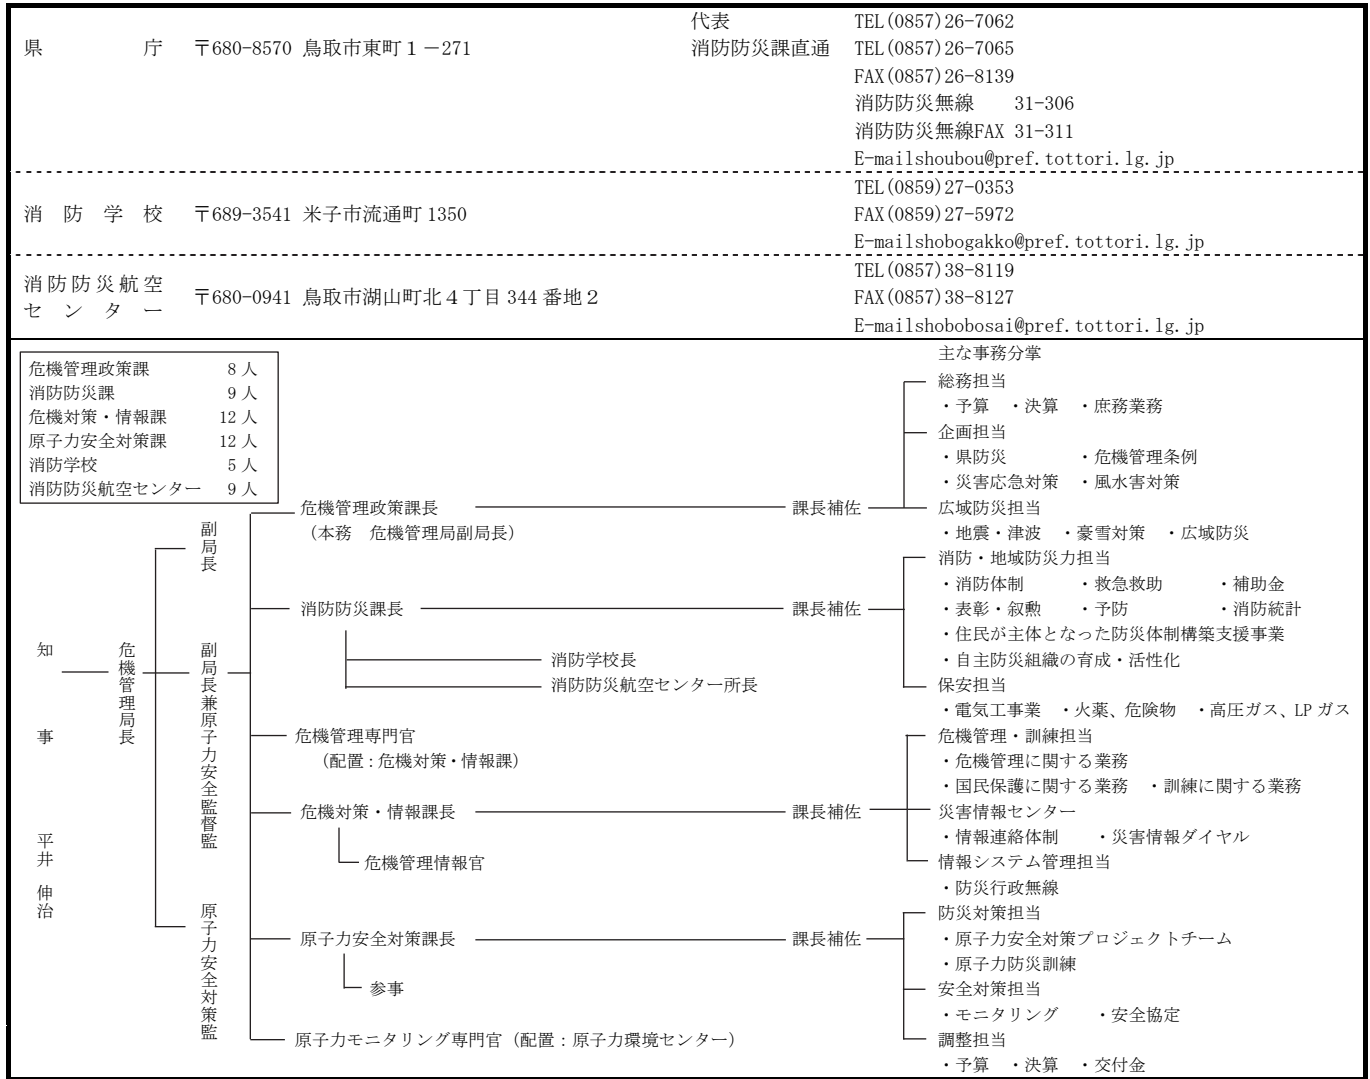 代表 TEL(0857)26-7062
県 庁 〒680-8570 鳥取市東町１－271 消防防災課直通 TEL(0857)26-7065
FAX(0857)26-8139
消防防災無線 31-306
消防防災無線FAX 31-311
E-mailshoubou@pref.tottori.lg.jp
TEL(0859)27-0353
消 防 学 校 〒689-3541 米子市流通町 1350 FAX(0859)27-5972
E-mailshobogakko@pref.tottori.lg.jp
TEL(0857)38-8119
消防防災航空
センター 〒680-0941 鳥取市湖山町北４丁目 344 番地２ FAX(0857)38-8127
E-mailshobobosai@pref.tottori.lg.jp
危機管理政策課 8 人
消防防災課 9 人
危機対策・情報課 12 人
原子力安全対策課 12 人
消防学校 5 人
消防防災航空センター 9 人
知 事 平井 伸治
危機管理局長
副局長
副局長兼原子力安全監督監
原子力安全対策監
危機管理政策課長 課長補佐
（本務 危機管理局副局長）
消防防災課長 課長補佐
消防学校長
消防防災航空センター所長
危機管理専門官
（配置：危機対策・情報課）
危機対策・情報課長 課長補佐
危機管理情報官
原子力安全対策課長 課長補佐
参事
原子力モニタリング専門官（配置：原子力環境センター）
主な事務分掌
総務担当
・予算 ・決算 ・庶務業務
企画担当
・県防災 ・危機管理条例
・災害応急対策 ・風水害対策
広域防災担当
・地震・津波 ・豪雪対策 ・広域防災
消防・地域防災力担当
・消防体制 ・救急救助 ・補助金
・表彰・叙勲 ・予防 ・消防統計
・住民が主体となった防災体制構築支援事業
・自主防災組織の育成・活性化
保安担当
・電気工事業 ・火薬、危険物 ・高圧ガス、LP ガス
危機管理・訓練担当
・危機管理に関する業務
・国民保護に関する業務 ・訓練に関する業務
災害情報センター
・情報連絡体制 ・災害情報ダイヤル
情報システム管理担当
・防災行政無線
防災対策担当
・原子力安全対策プロジェクトチーム
・原子力防災訓練
安全対策担当
・モニタリング ・安全協定
調整担当
・予算 ・決算 ・交付金